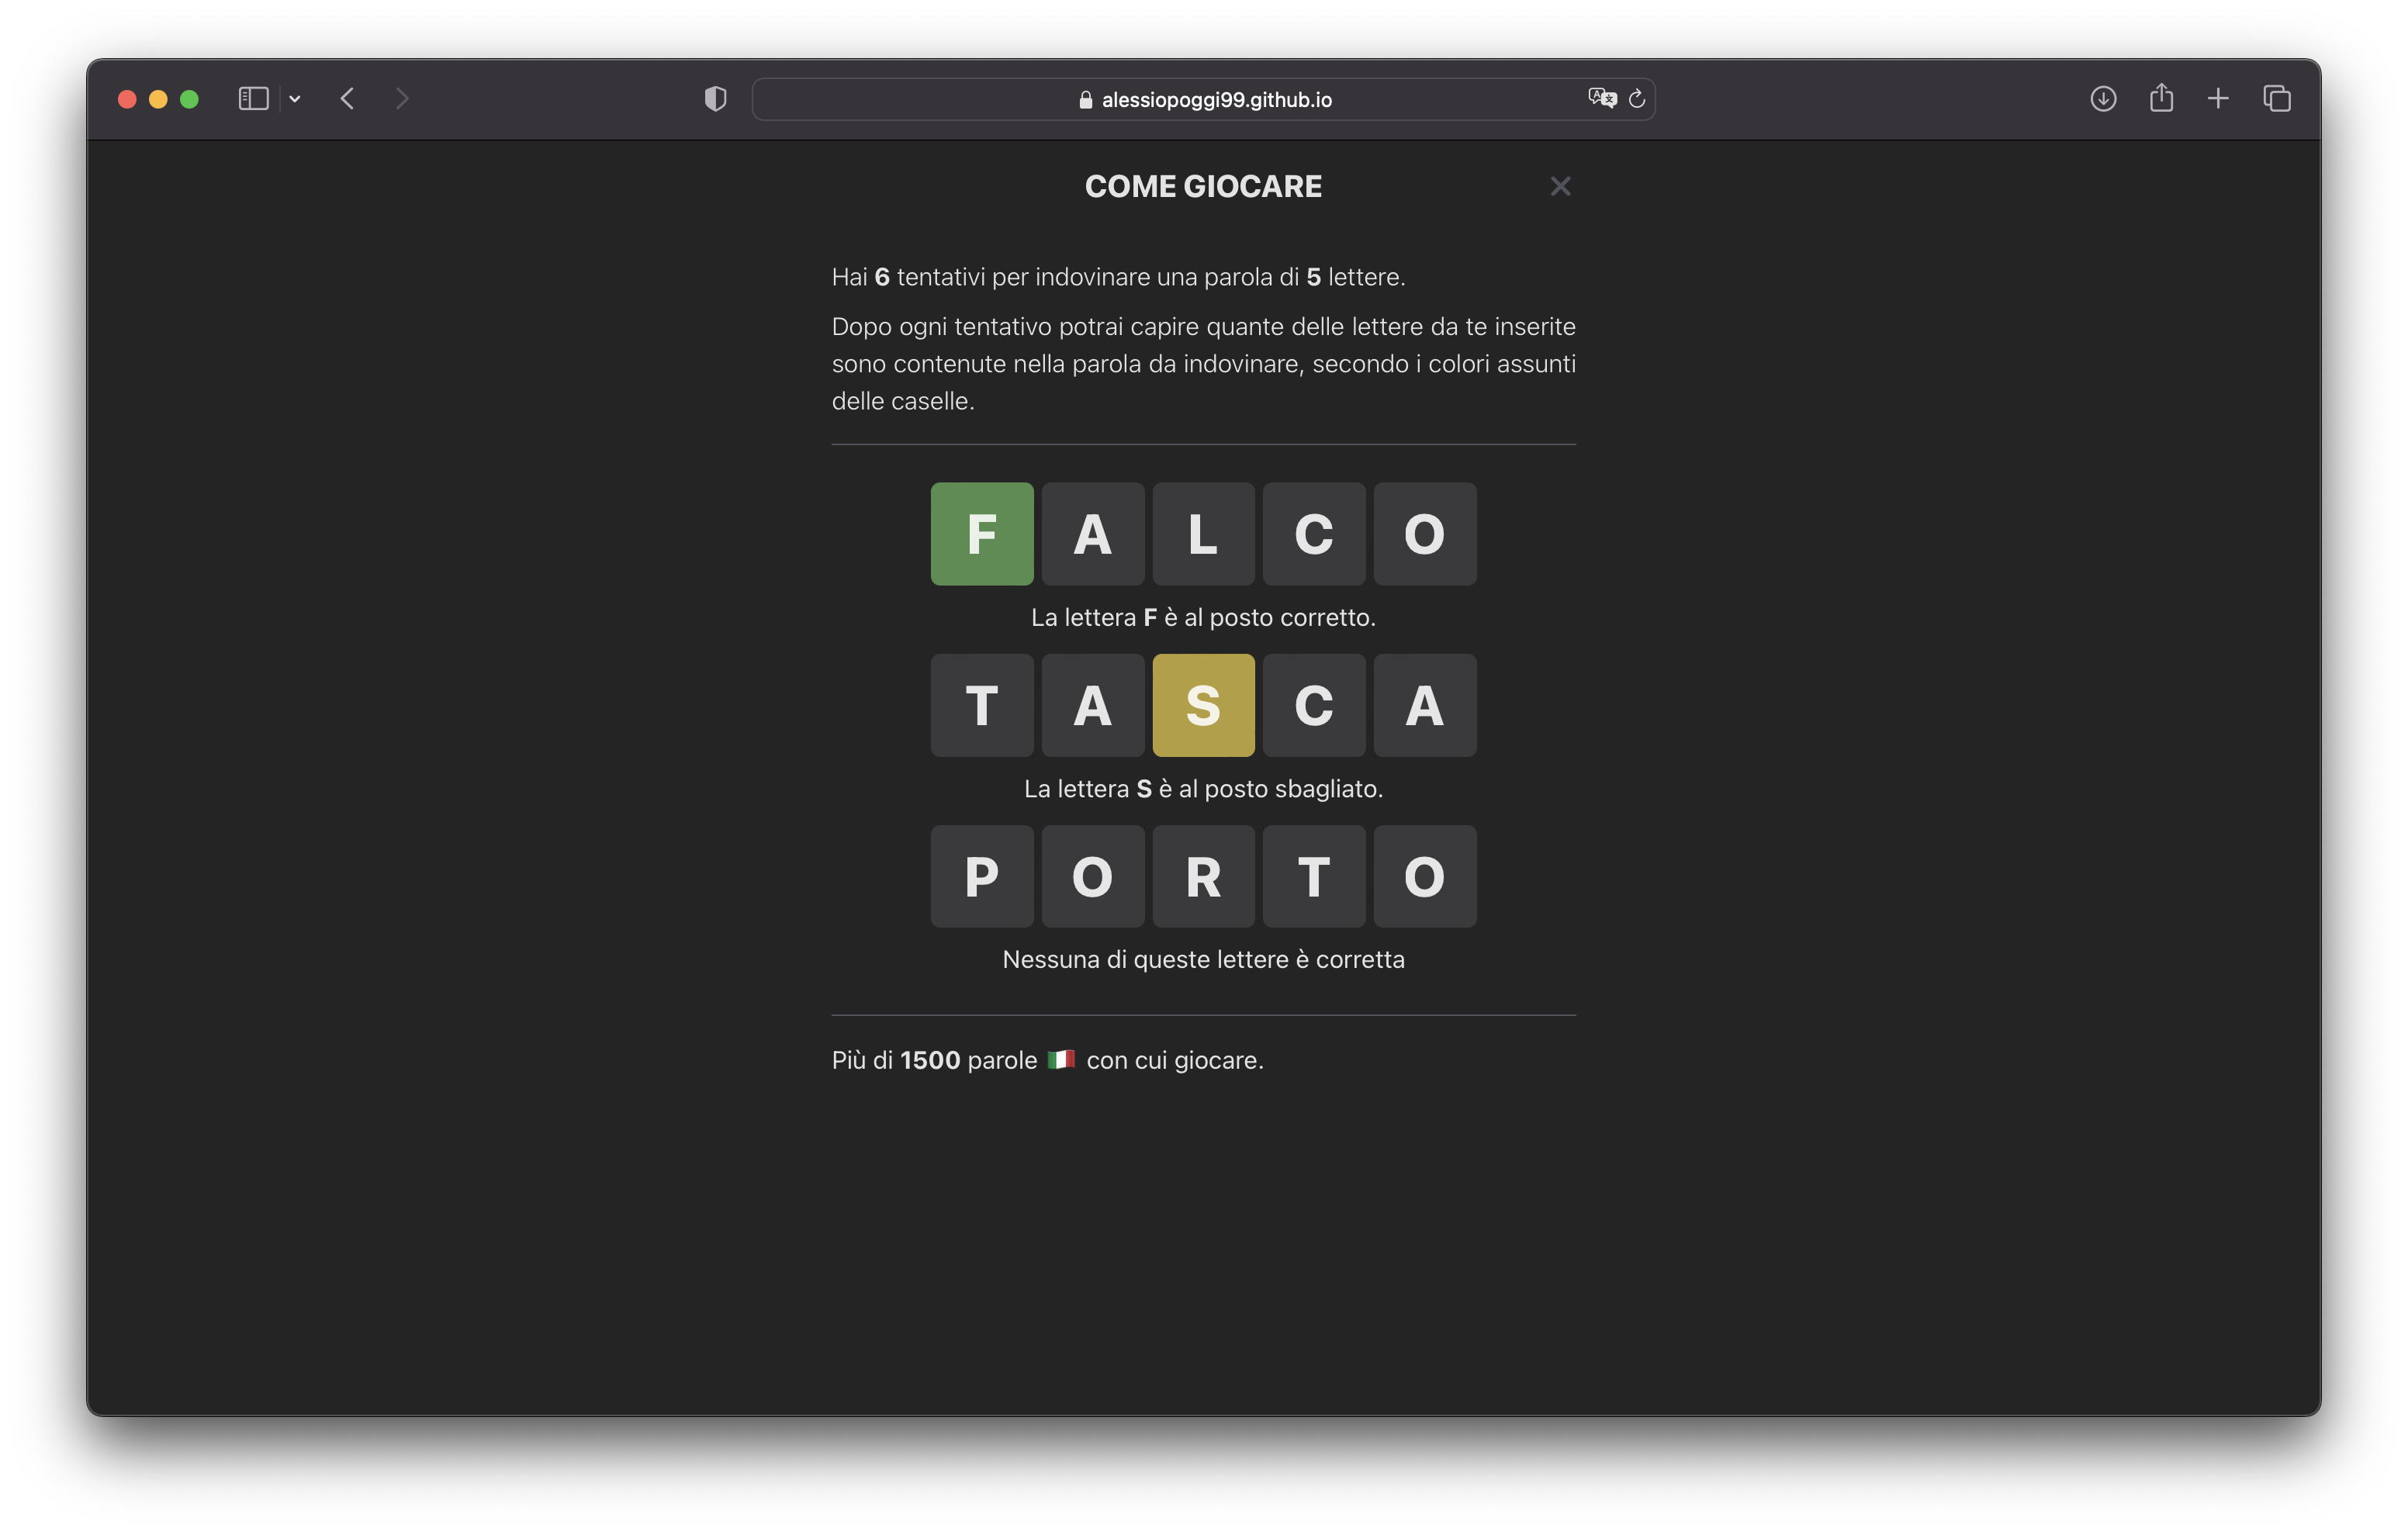 alessiopoggi99.github.io
COME GIOCARE
Hai 6 tentativi per indovinare una parola di 5 lettere.
Dopo ogni tentativo potrai capire quante delle lettere da te inserite
sono contenute nella parola da indovinare, secondo i colori assunti
delle caselle.
F A L C O
La lettera F è al posto corretto.
T A S C A
La lettera S è al posto sbagliato.
P O R T O
Nessuna di queste lettere è corretta
Più di 1500 parole 🇮🇹 con cui giocare.